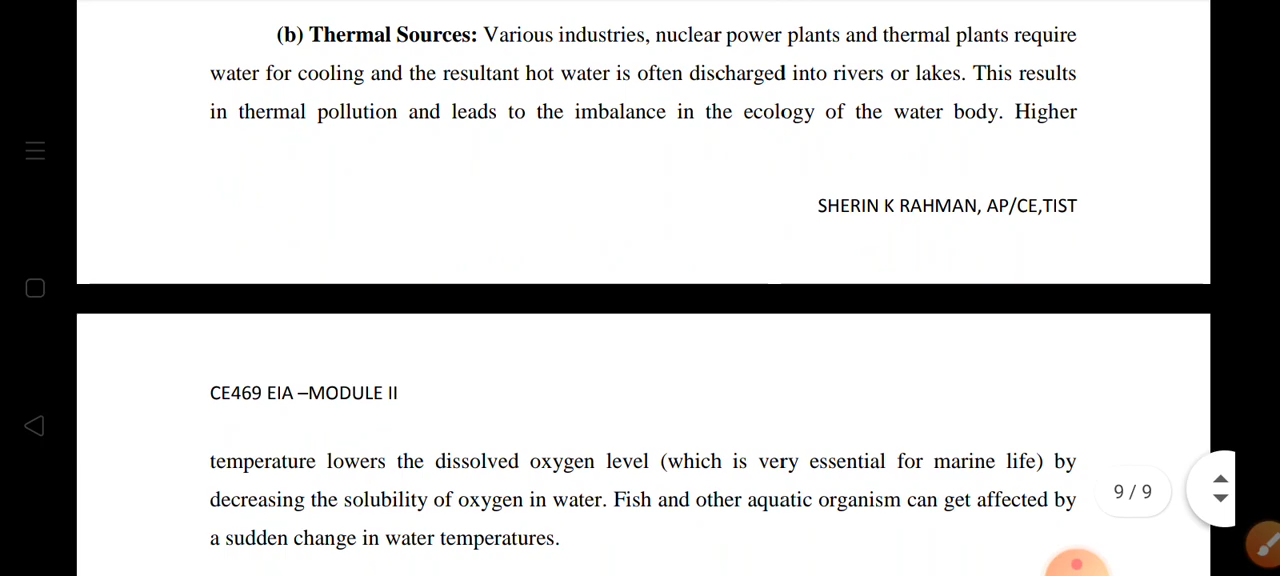 (b) Thermal Sources: Various industries, nuclear power plants and thermal plants require
water for cooling and the resultant hot water is often discharged into rivers or lakes. This results
in thermal pollution and leads to the imbalance in the ecology of the water body. Higher
SHERIN K RAHMAN, AP/CE,TIST
CE469 EIA –MODULE II
temperature lowers the dissolved oxygen level (which is very essential for marine life) by
decreasing the solubility of oxygen in water. Fish and other aquatic organism can get affected by
a sudden change in water temperatures.
9 / 9